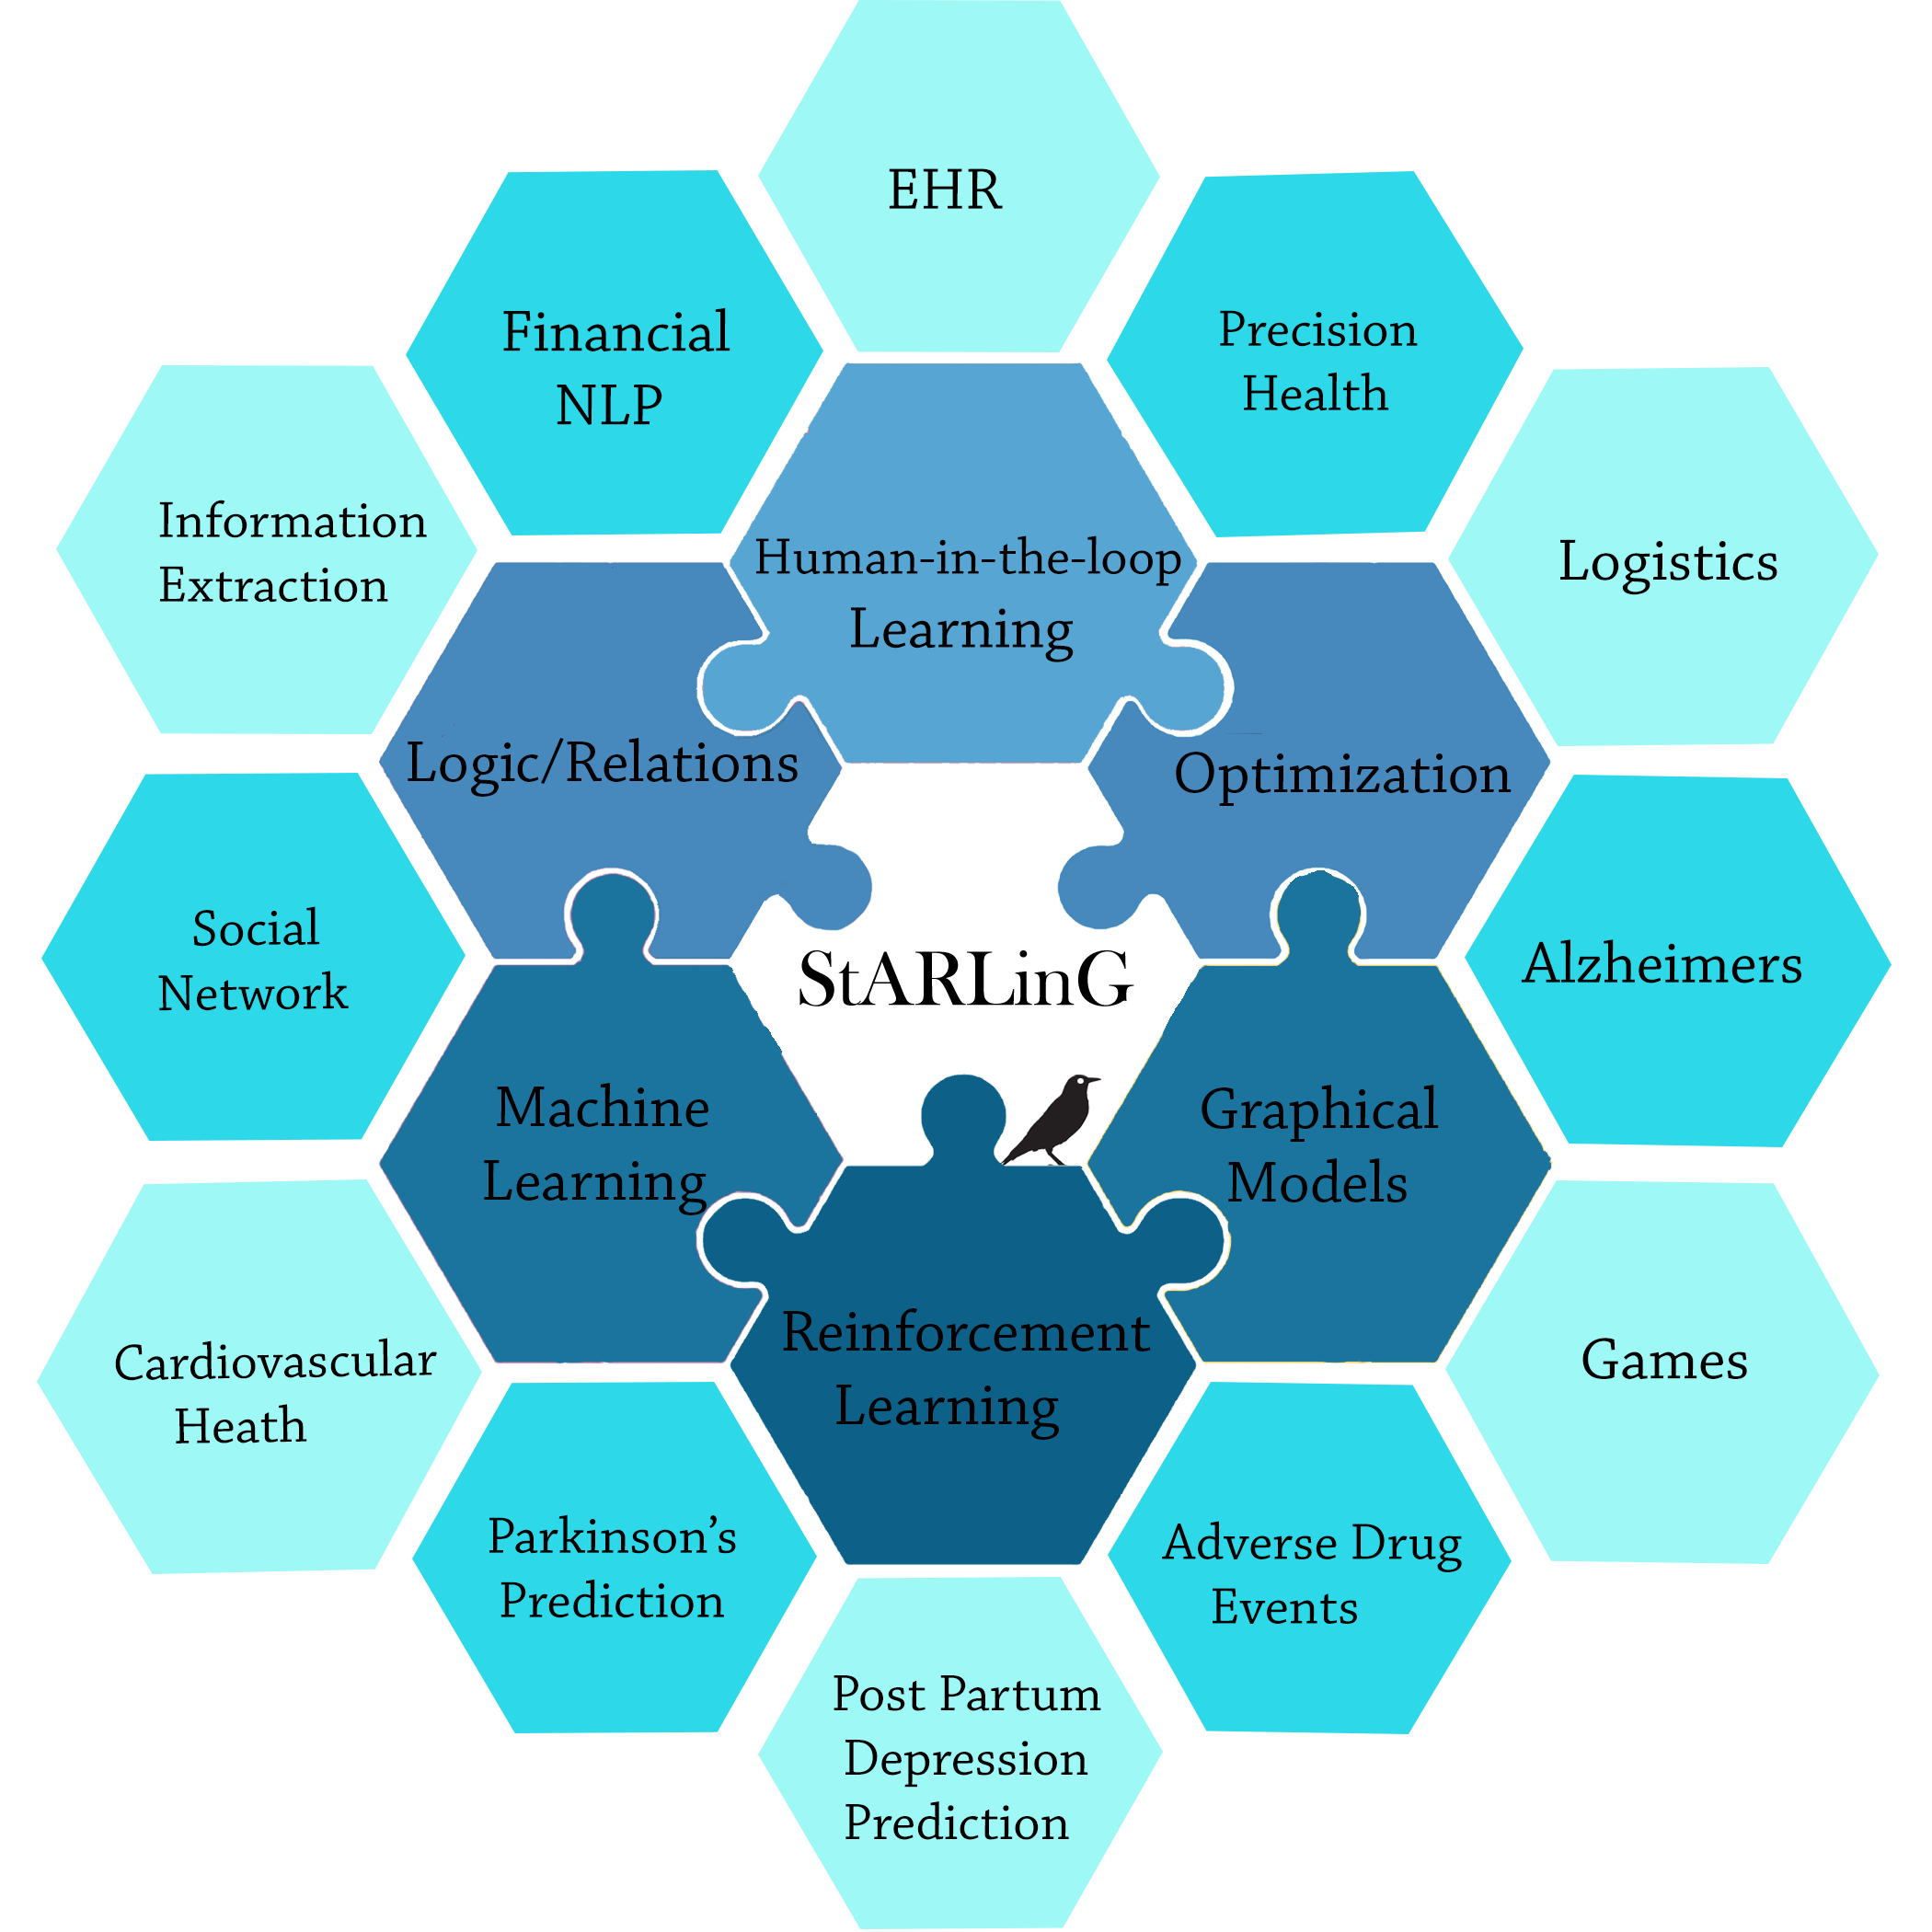 EHR
Financial
NLP
Precision
Health
Information
Extraction
Human-in-the-loop
Learning
Logistics
Logic/Relations
Optimization
Social
Network
StARLinG
Alzheimers
Machine
Learning
Graphical
Models
Cardiovascular
Heath
Reinforcement
Learning
Games
Parkinson’s
Prediction
Adverse Drug
Events
Post Partum
Depression
Prediction